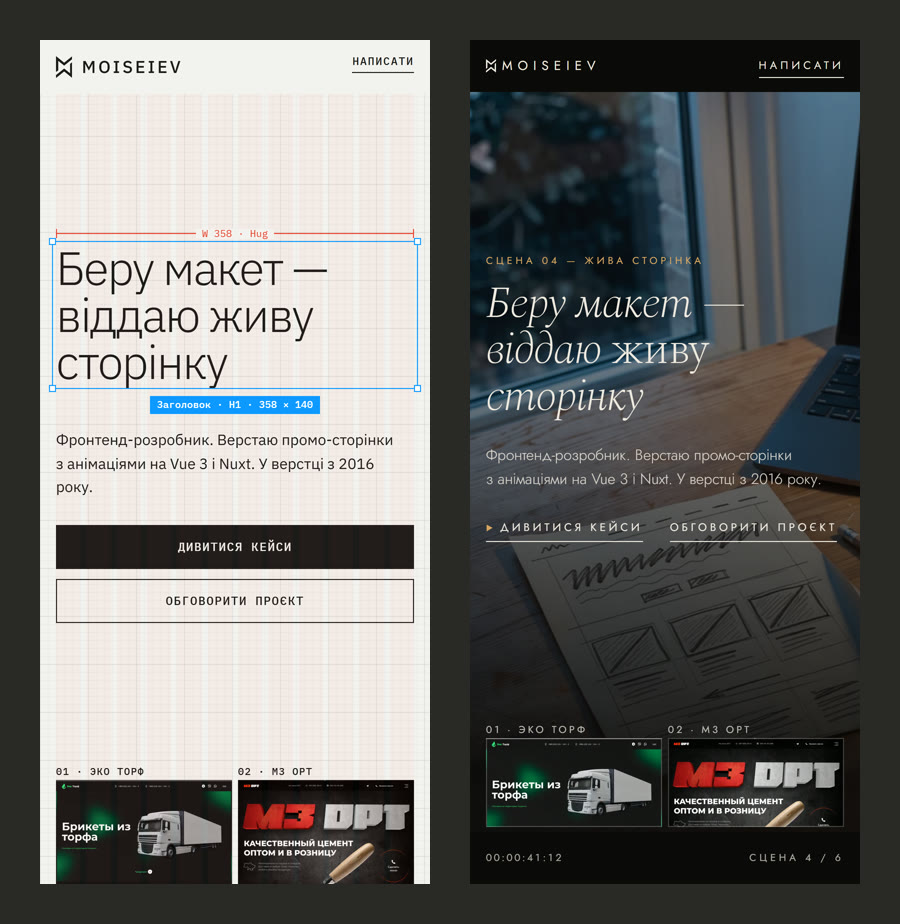 MOISEIEV
НАПИСАТИ
W 358 · Hug
Беру макет —
віддаю живу
сторінку
Заголовок · H1 · 358 × 140
Фронтенд-розробник. Верстаю промо-сторінки
з анімаціями на Vue 3 і Nuxt. У верстці з 2016
року.
ДИВИТИСЯ КЕЙСИ
ОБГОВОРИТИ ПРОЄКТ
01 · ЭКО ТОРФ
02 · МЗ ОРТ
Брикеты из
торфа
МЗ ОРТ
КАЧЕСТВЕННЫЙ ЦЕМЕНТ
ОПТОМ И В РОЗНИЦУ
MOISEIEV
НАПИСАТИ
СЦЕНА 04 — ЖИВА СТОРІНКА
Беру макет —
віддаю живу
сторінку
Фронтенд-розробник. Верстаю промо-сторінки
з анімаціями на Vue 3 і Nuxt. У верстці з 2016 року.
ДИВИТИСЯ КЕЙСИ
ОБГОВОРИТИ ПРОЄКТ
01 · ЭКО ТОРФ
02 · МЗ ОРТ
Брикеты из
торфа
МЗ ОРТ
КАЧЕСТВЕННЫЙ ЦЕМЕНТ
ОПТОМ И В РОЗНИЦУ
00:00:41:12
СЦЕНА 4 / 6